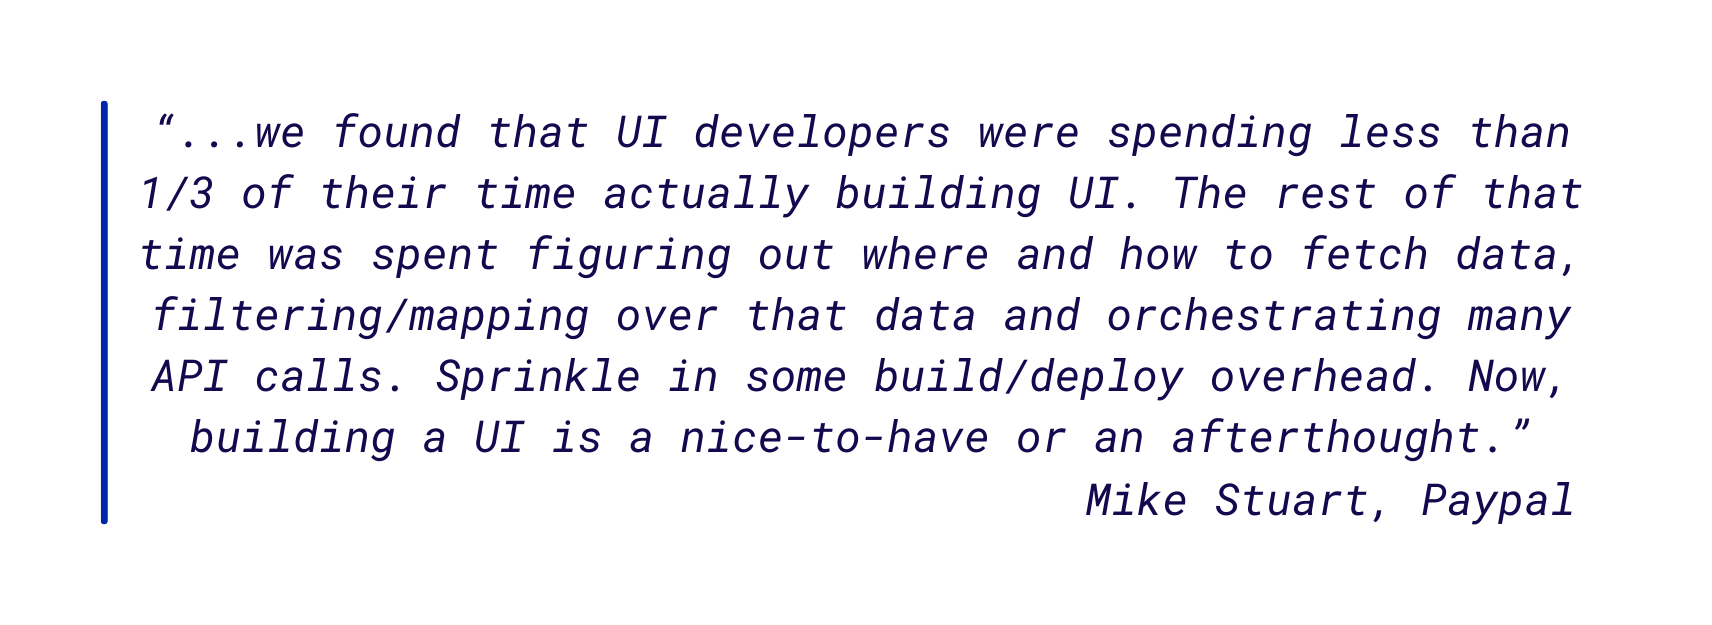 “...we found that UI developers were spending less than
1/3 of their time actually building UI. The rest of that
time was spent figuring out where and how to fetch data,
filtering/mapping over that data and orchestrating many
API calls. Sprinkle in some build/deploy overhead. Now,
building a UI is a nice-to-have or an afterthought.”
Mike Stuart, Paypal